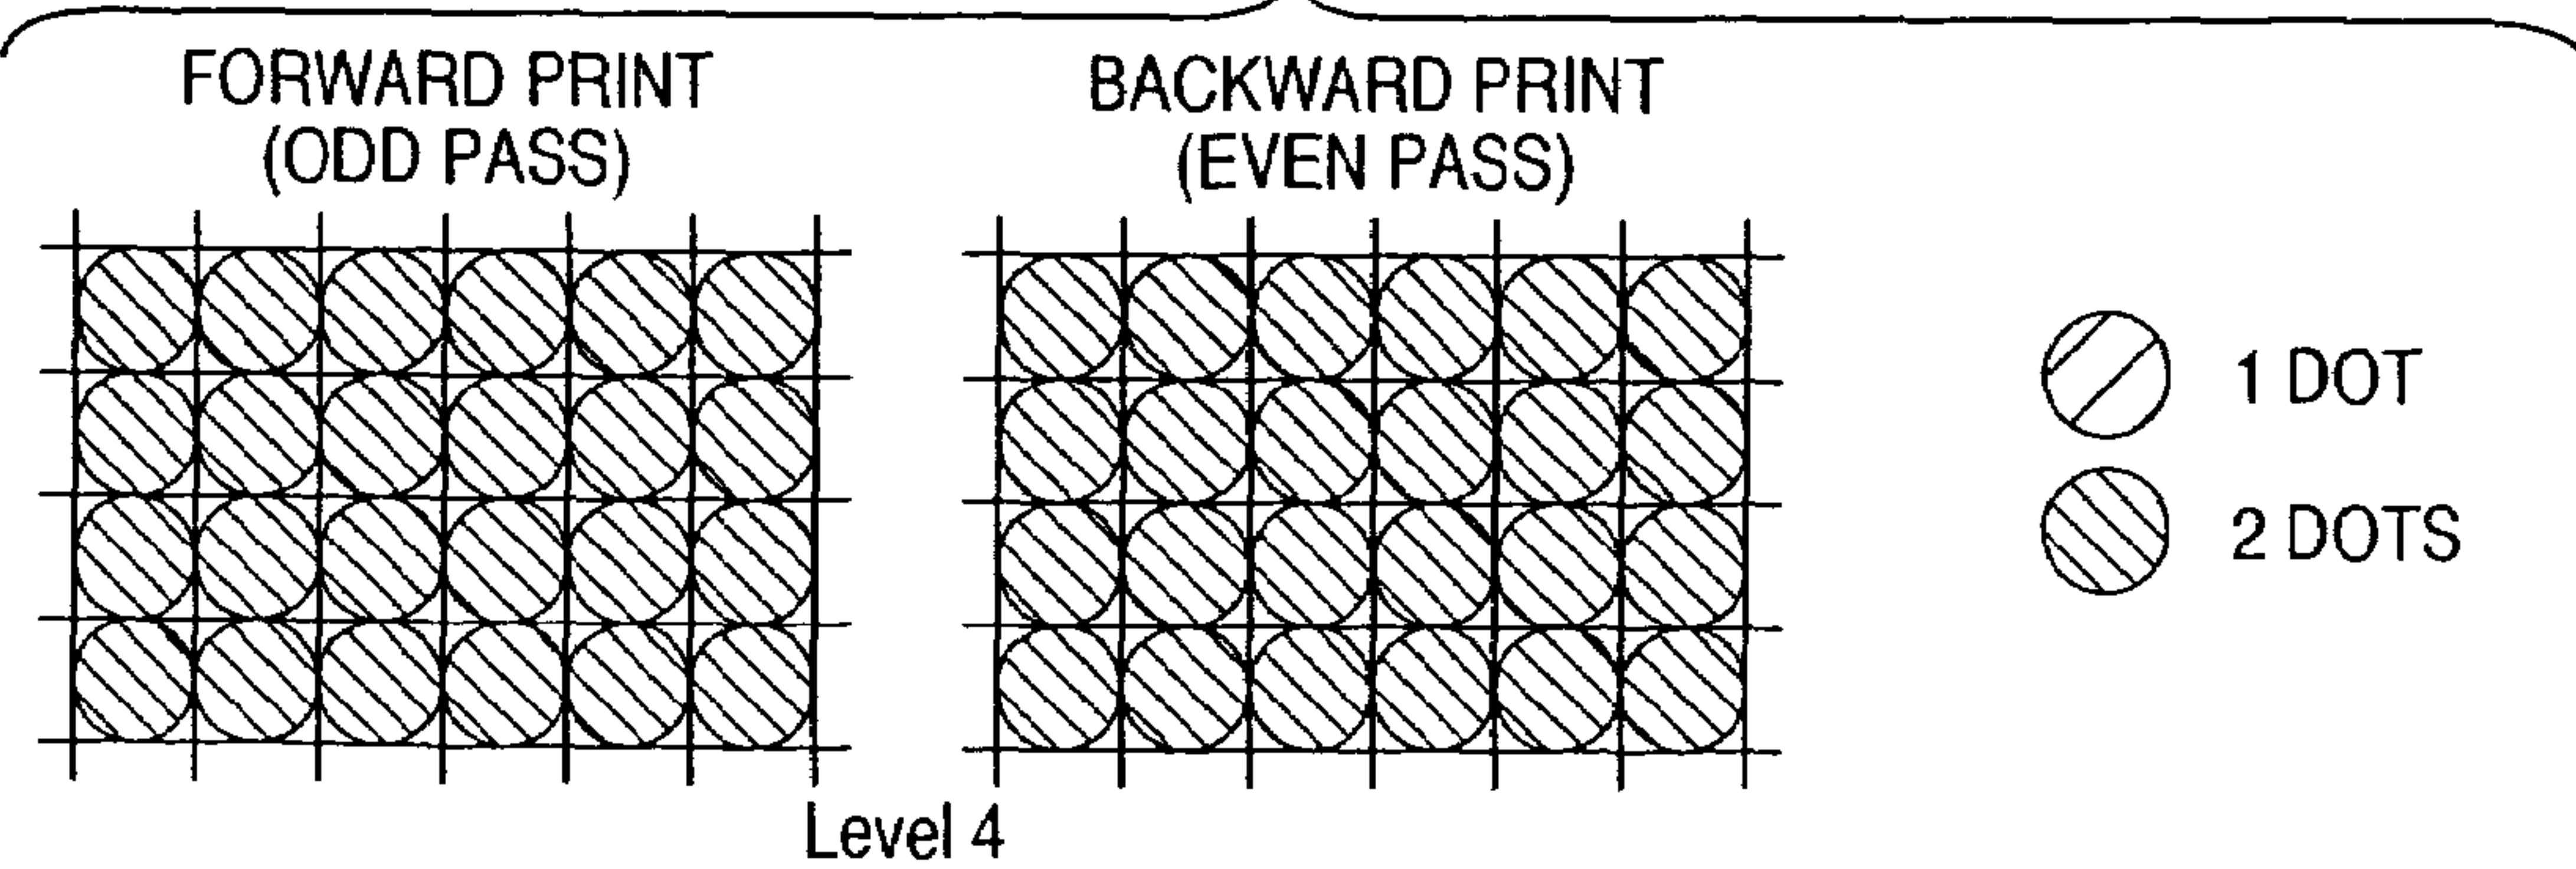 FORWARD PRINT
(ODD PASS)
BACKWARD PRINT
(EVEN PASS)
1 DOT
2 DOTS
Level 4